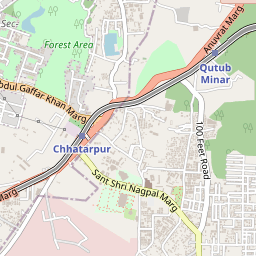 Sec-
Forest Area
Anuvrat Marg
Qutub
Minar
bdul Gaffar Khan Marg
Chhatarpur
100 Feet Road
Sant Shri Nagpal Marg
Marg